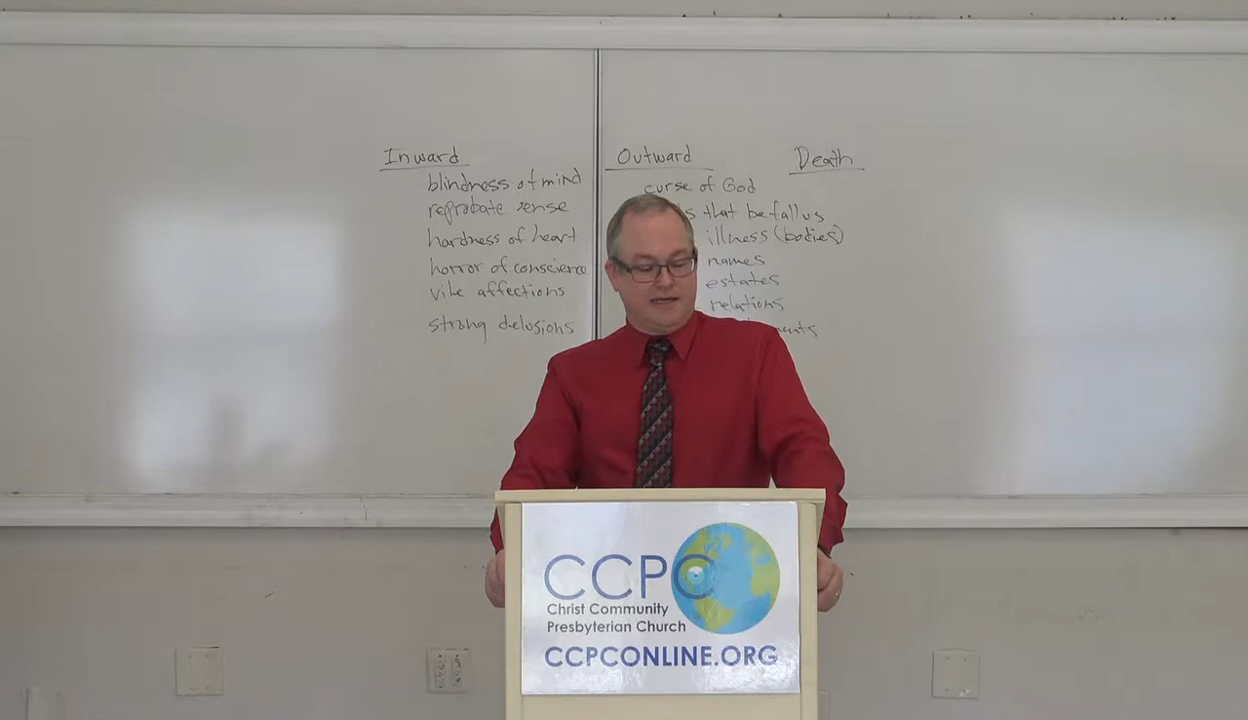 Inward
blindness of mind
reprobate sense
hardness of heart
horror of conscience
vile affections
strong delusions
Outward
curse of God
that befall us
illness (bodies)
names
estates
relations
Death
CCPC
Christ Community
Presbyterian Church
CCPCONLINE.ORG